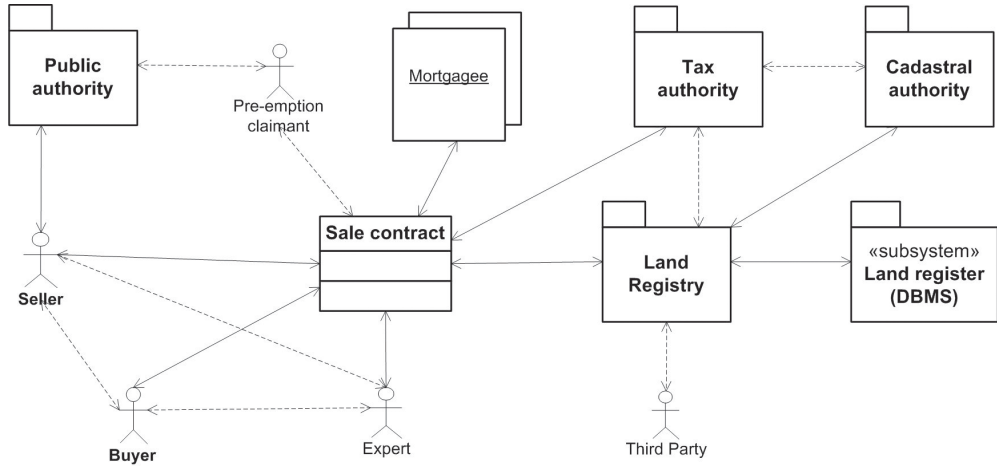 Public
authority
Pre-emption
claimant
Mortgagee
Tax
authority
Cadastral
authority
Sale contract
Seller
Land
Registry
«subsystem»
Land register
(DBMS)
Buyer
Expert
Third Party